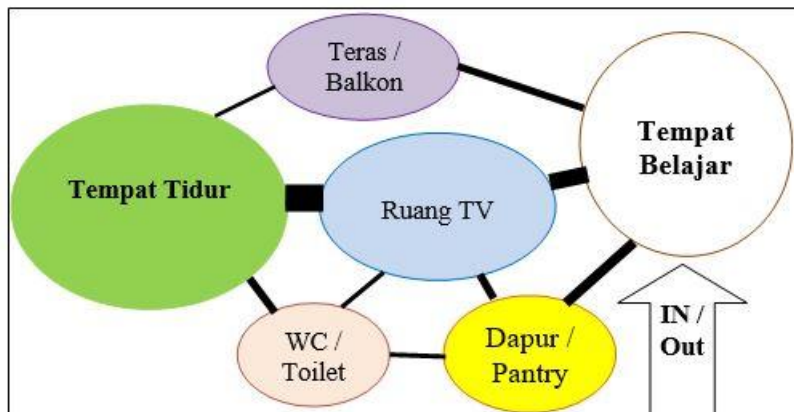 Teras /
Balkon
Tempat
Belajar
Tempat Tidur
Ruang TV
WC /
Toilet
Dapur /
Pantry
IN /
Out